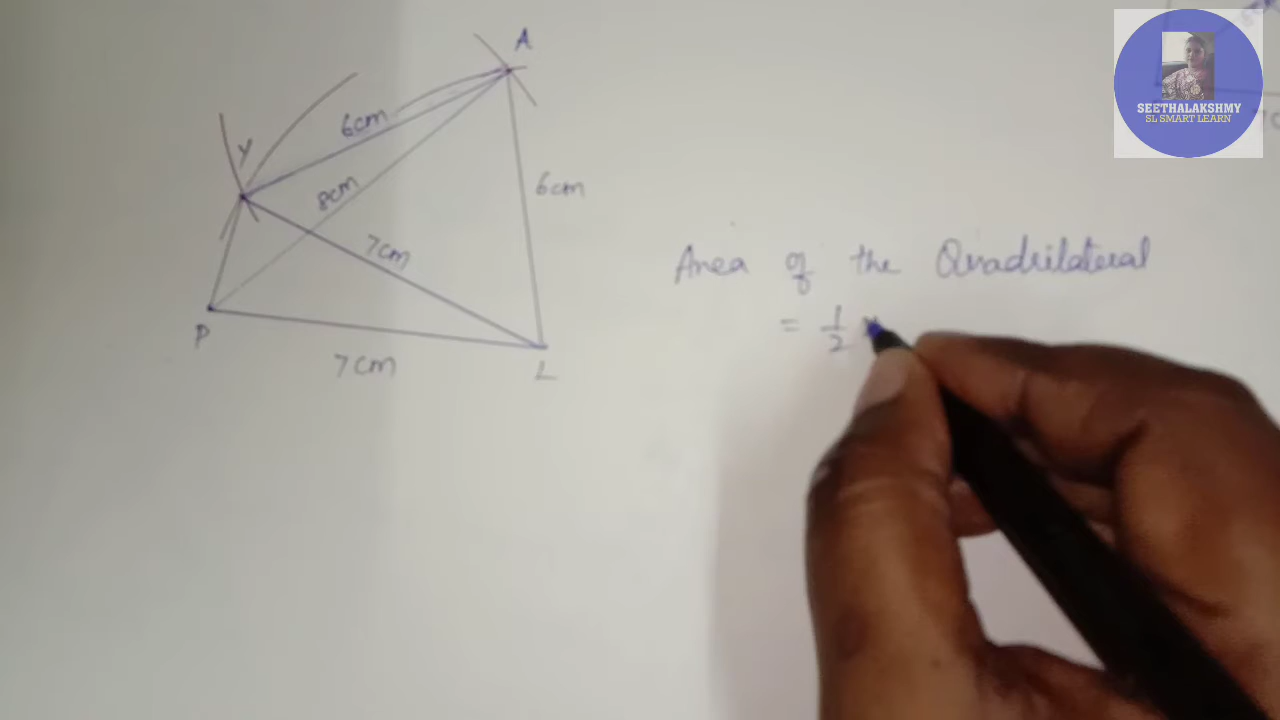 A
Y
6cm
8cm
6cm
7cm
P
7cm
L
Area of the Quadrilateral
= 1/2 ×
SEETHALAKSHMY
SL SMART LEARN